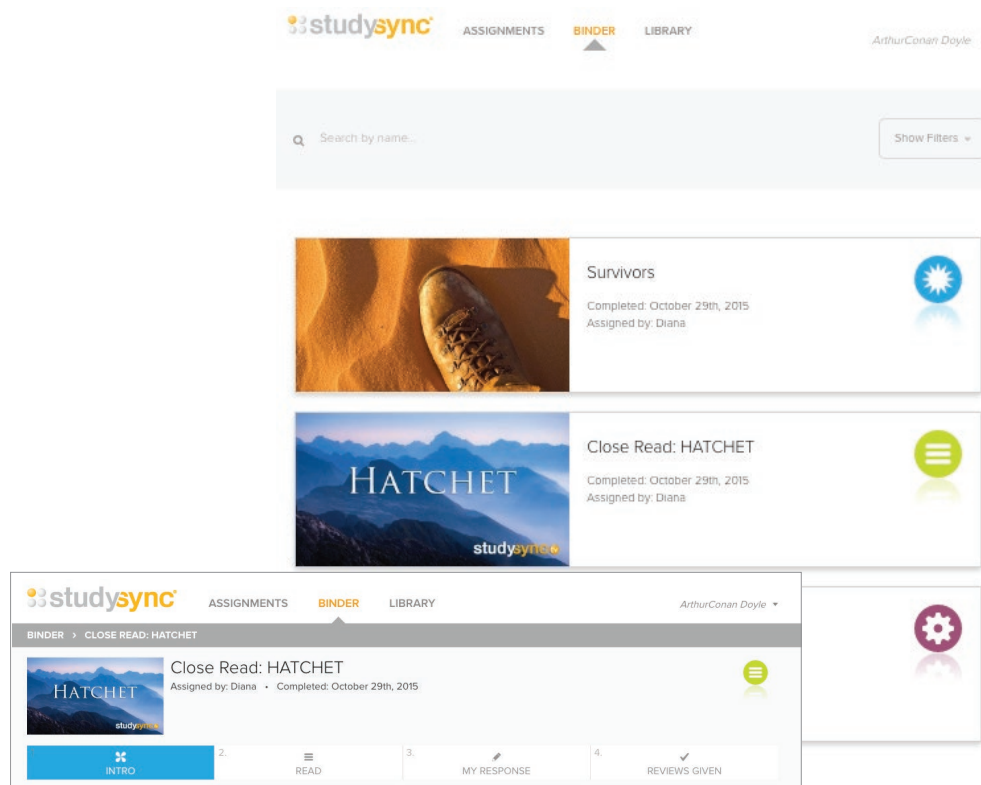 studysync®
ASSIGNMENTS BINDER LIBRARY
ArthurConan Doyle
Search by name...
Show Filters
Survivors
Completed: October 29th, 2015
Assigned by: Diana
HATCHET
studysync
Close Read: HATCHET
Completed: October 29th, 2015
Assigned by: Diana
studysync®
ASSIGNMENTS BINDER LIBRARY
ArthurConan Doyle
BINDER > CLOSE READ: HATCHET
HATCHET
studysync
Close Read: HATCHET
Assigned by: Diana • Completed: October 29th, 2015
INTRO
2. READ
3. MY RESPONSE
4. REVIEWS GIVEN